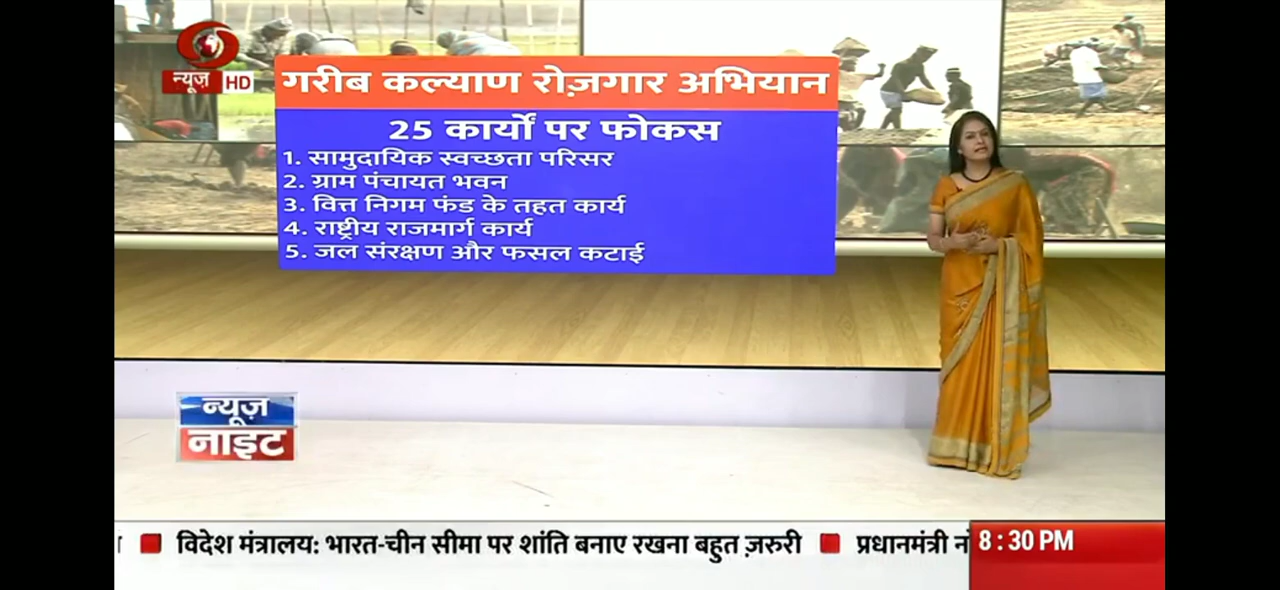 न्यूज़ HD
गरीब कल्याण रोज़गार अभियान
25 कार्यों पर फोकस
1. सामुदायिक स्वच्छता परिसर
2. ग्राम पंचायत भवन
3. वित्त निगम फंड के तहत कार्य
4. राष्ट्रीय राजमार्ग कार्य
5. जल संरक्षण और फसल कटाई
न्यूज़
नाइट
विदेश मंत्रालय: भारत-चीन सीमा पर शांति बनाए रखना बहुत ज़रुरी प्रधानमंत्री 8:30 PM